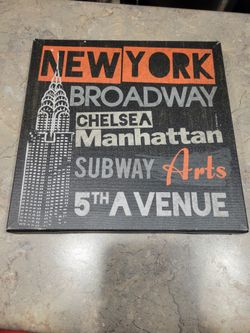 NEW YORK
BROADWAY
CHELSEA
Manhattan
SUBWAY Arts
5TH AVENUE